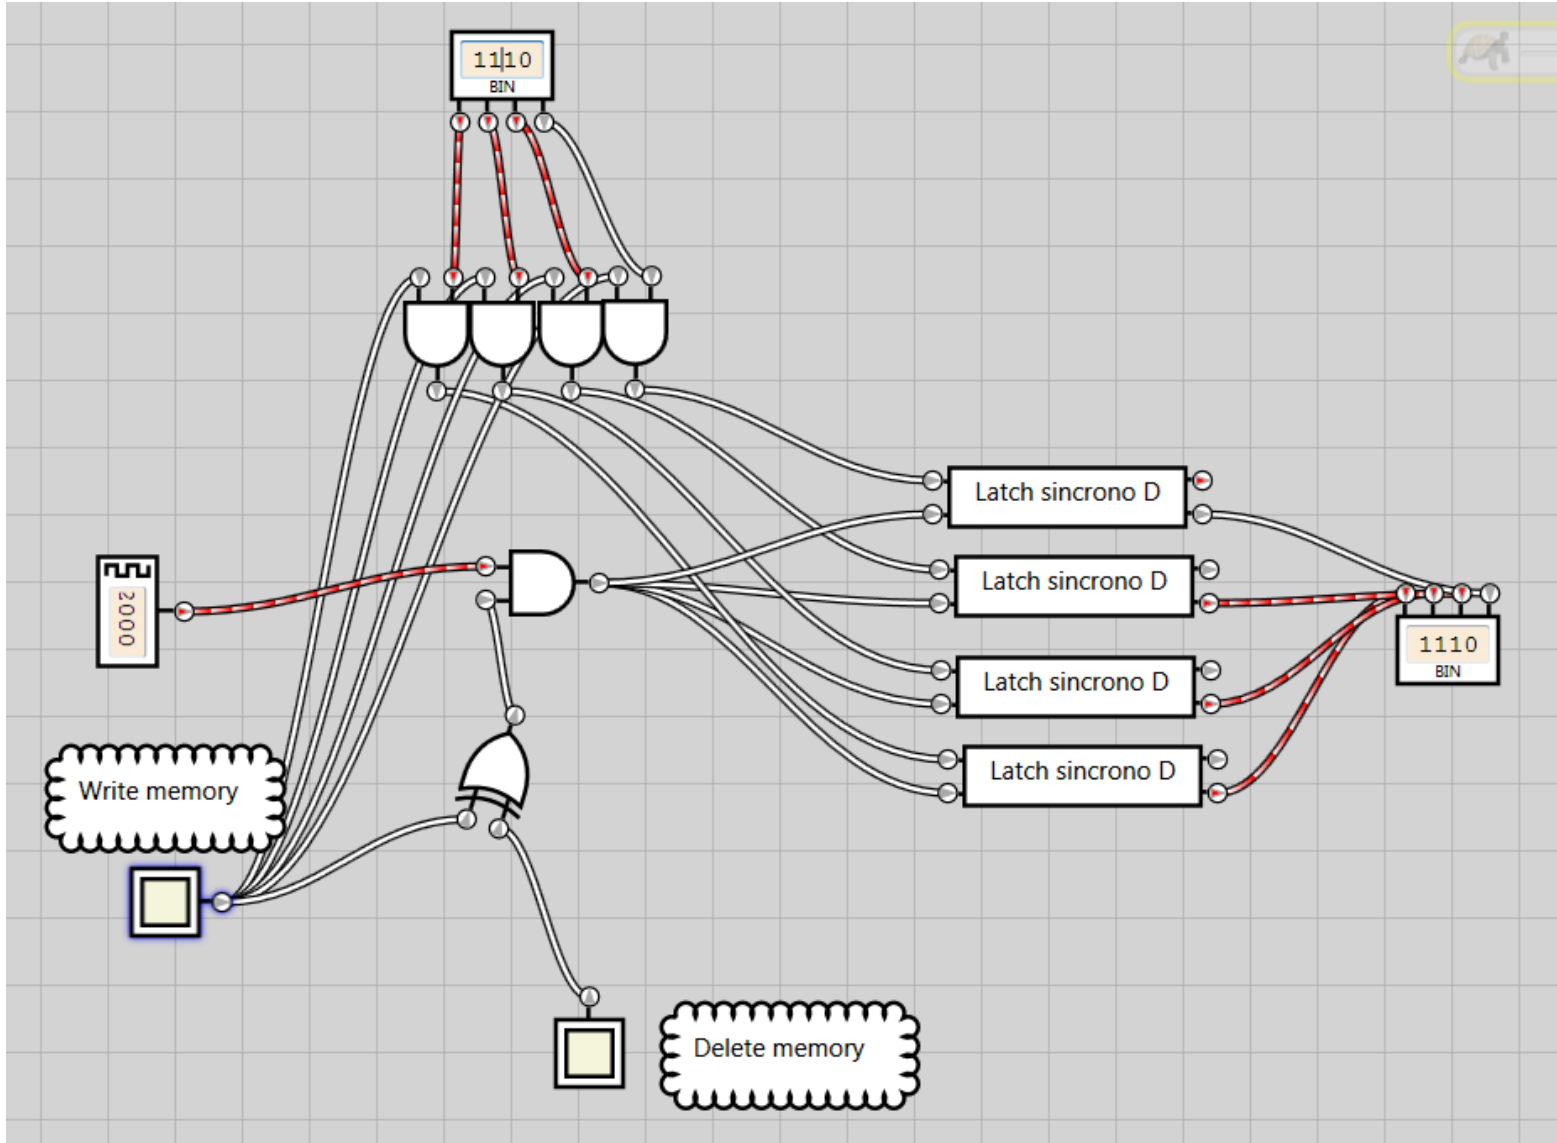 1110
BIN
Latch sincrono D
Latch sincrono D
2000
1110
BIN
Latch sincrono D
Write memory
Latch sincrono D
Delete memory